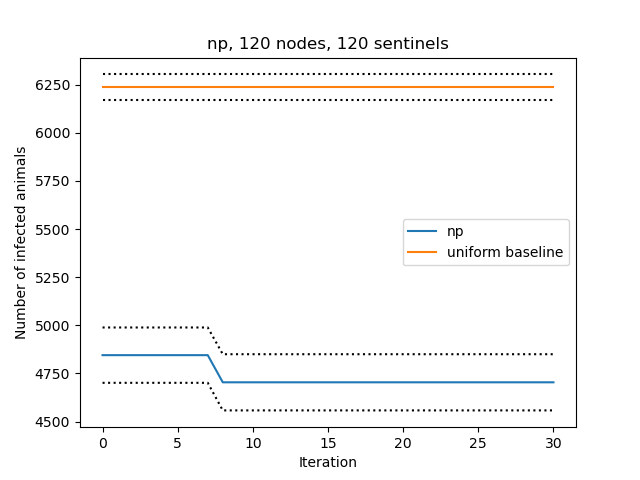 np, 120 nodes, 120 sentinels
Number of infected animals
6250
6000
5750
5500
5250
5000
4750
4500
np
uniform baseline
0 5 10 15 20 25 30
Iteration